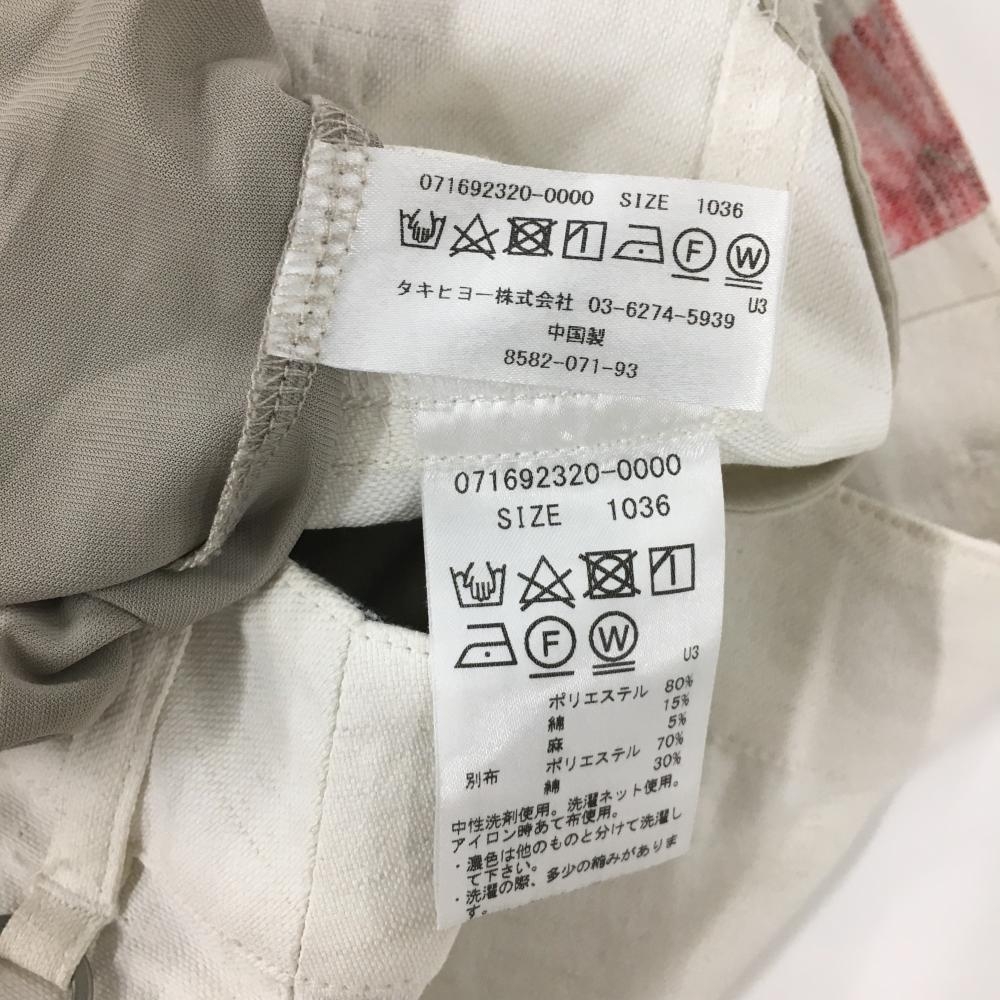 071692320-0000 SIZE 1036
F W
U3
タキヒヨー株式会社 03-6274-5939
中国製
8582-071-93
071692320-0000
SIZE 1036
F W
U3
ポリエステル 80%
綿 15%
麻 5%
別布 ポリエステル 70%
綿 30%
中性洗剤使用。洗濯ネット使用。
アイロン時あて布使用。
・濃色は他のものと分けて洗濯し
て下さい。
・洗濯の際、多少の縮みがありま
す。